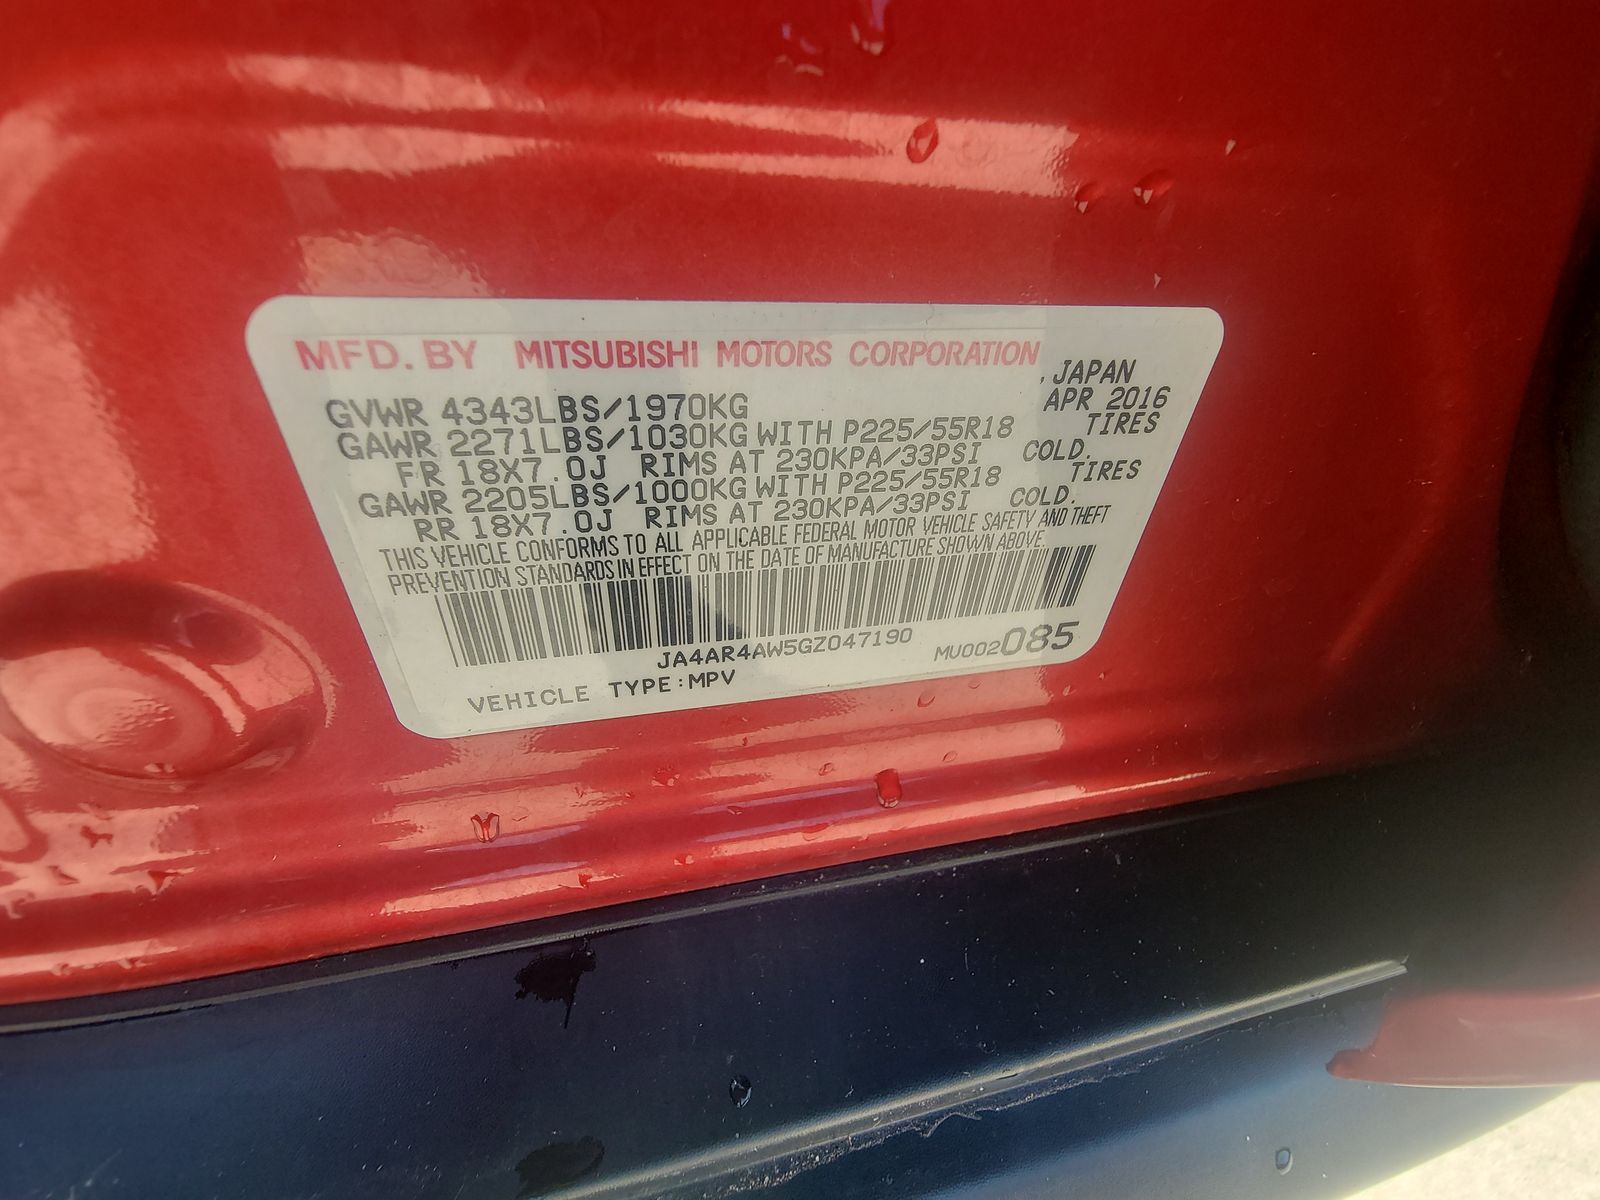 MFD. BY MITSUBISHI MOTORS CORPORATION
, JAPAN
APR 2016
GVWR 4343LBS/1970KG
GAWR 2271LBS/1030KG WITH P225/55R18 TIRES
FR 18X7.0J RIMS AT 230KPA/33PSI COLD.
GAWR 2205LBS/1000KG WITH P225/55R18 TIRES
RR 18X7.0J RIMS AT 230KPA/33PSI COLD.
THIS VEHICLE CONFORMS TO ALL APPLICABLE FEDERAL MOTOR VEHICLE SAFETY AND THEFT
PREVENTION STANDARDS IN EFFECT ON THE DATE OF MANUFACTURE SHOWN ABOVE.
JA4AR4AW5GZ047190
MU002085
VEHICLE TYPE:MPV